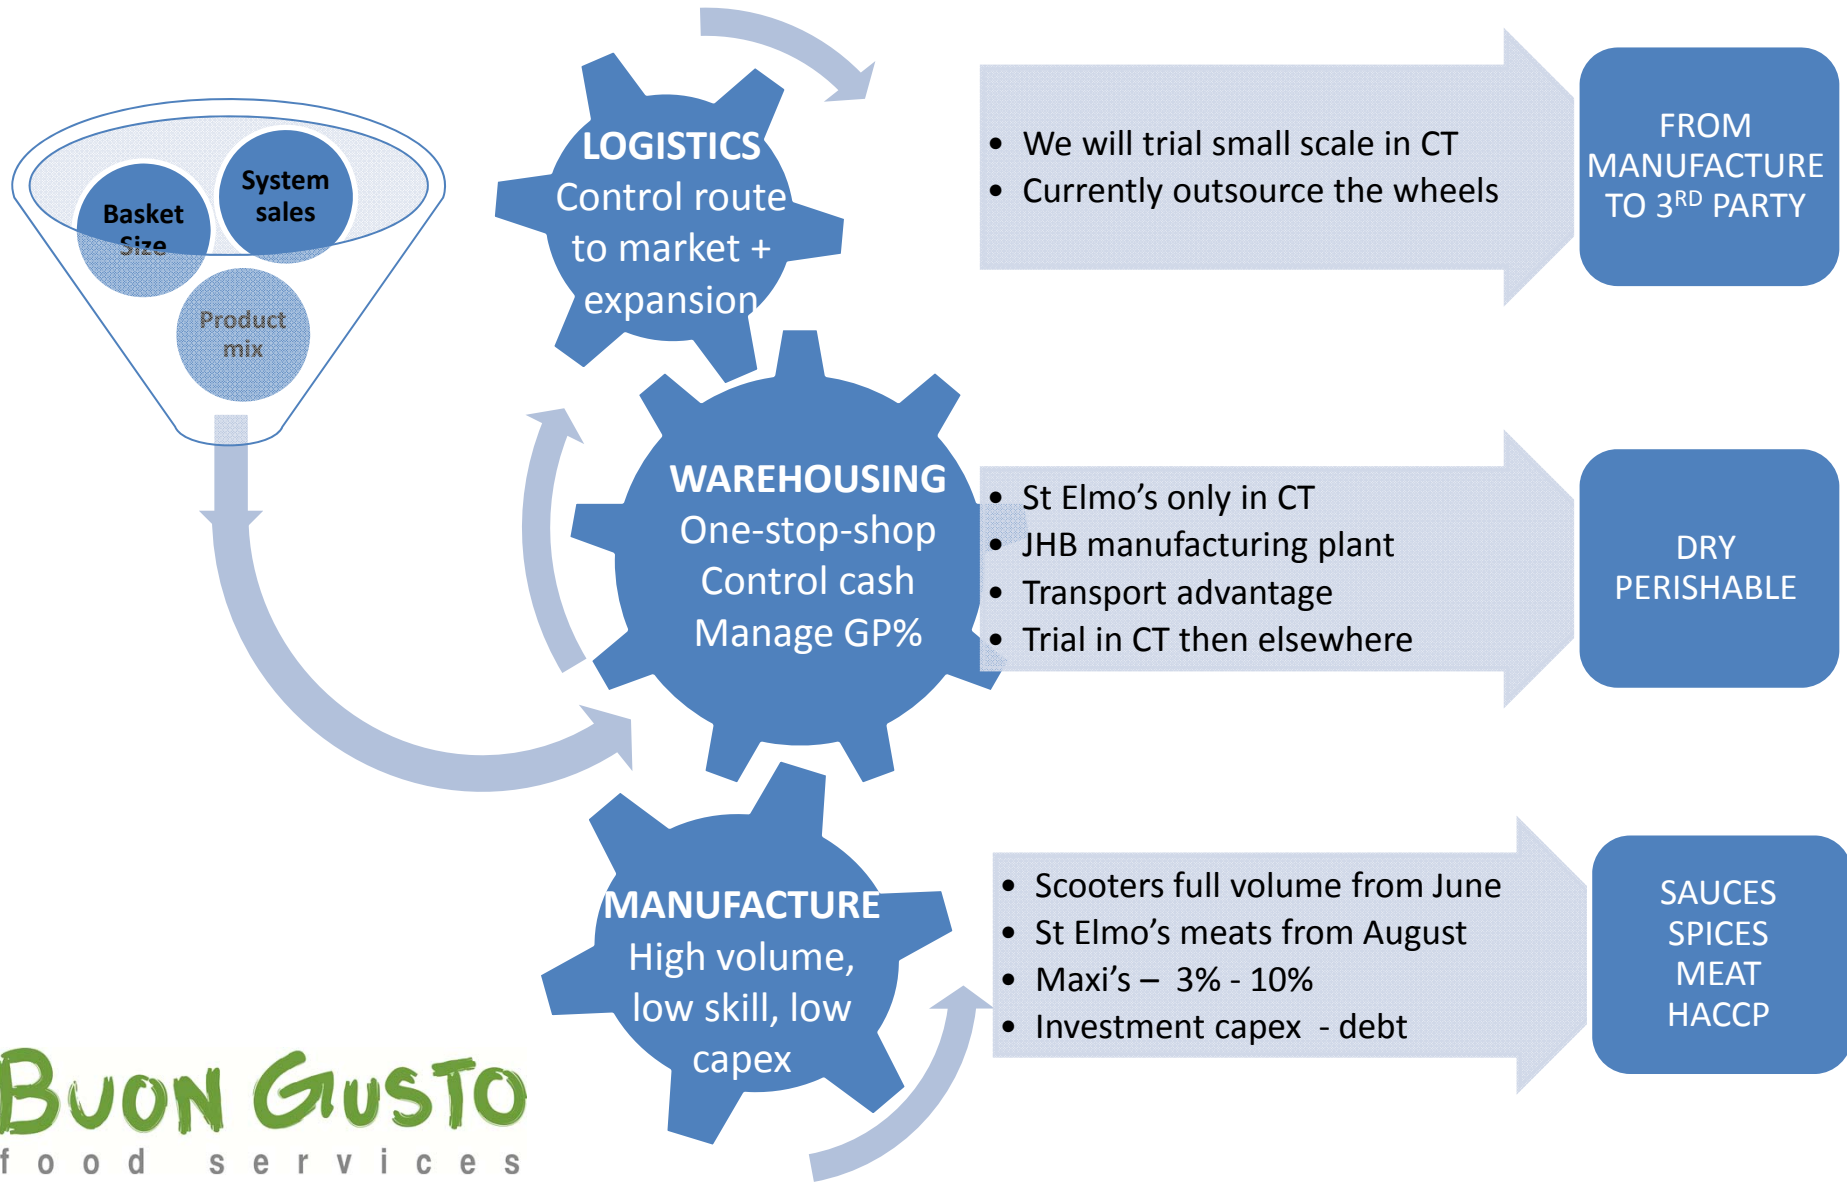 System
sales
Basket
Size
Product
mix
LOGISTICS
Control route
to market +
expansion
• We will trial small scale in CT
• Currently outsource the wheels
FROM
MANUFACTURE
TO 3RD PARTY
WAREHOUSING
One-stop-shop
Control cash
Manage GP%
• St Elmo’s only in CT
• JHB manufacturing plant
• Transport advantage
• Trial in CT then elsewhere
DRY
PERISHABLE
MANUFACTURE
High volume,
low skill, low
capex
• Scooters full volume from June
• St Elmo’s meats from August
• Maxi’s – 3% - 10%
• Investment capex - debt
SAUCES
SPICES
MEAT
HACCP
BUON GUSTO
food services